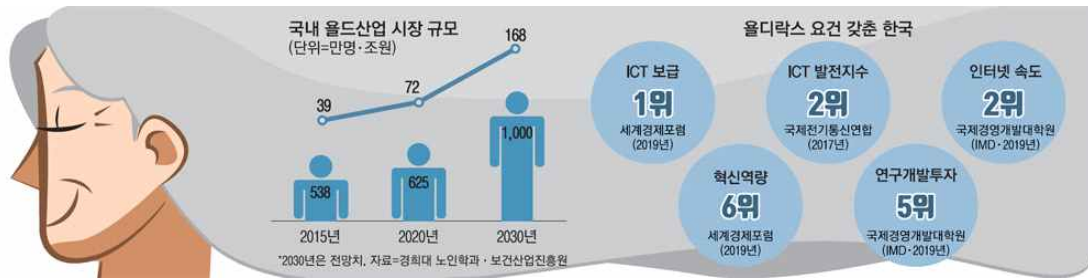 국내 욜드산업 시장 규모
(단위=만명·조원)
168
72
39
1,000
625
538
2015년
2020년
2030년
*2030년은 전망치, 자료=경희대 노인학과·보건산업진흥원
욜디락스 요건 갖춘 한국
ICT 보급
1위
세계경제포럼
(2019년)
ICT 발전지수
2위
국제전기통신연합
(2017년)
인터넷 속도
2위
국제경영개발대학원
(IMD·2019년)
혁신역량
6위
세계경제포럼
(2019년)
연구개발투자
5위
국제경영개발대학원
(IMD·2019년)